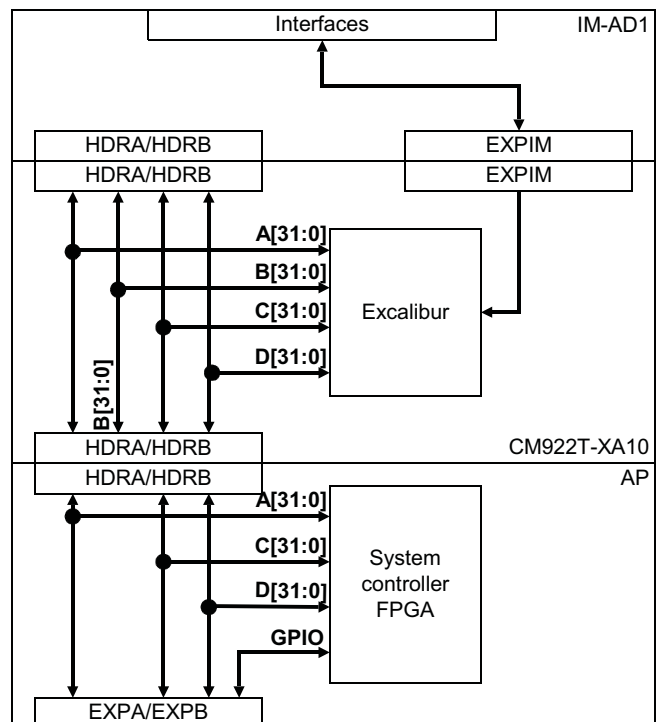 Interfaces
IM-AD1
HDRA/HDRB
EXPIM
HDRA/HDRB
EXPIM
A[31:0]
B[31:0]
C[31:0]
D[31:0]
Excalibur
B[31:0]
HDRA/HDRB
CM922T-XA10
HDRA/HDRB
AP
A[31:0]
C[31:0]
D[31:0]
GPIO
System
controller
FPGA
EXPA/EXPB